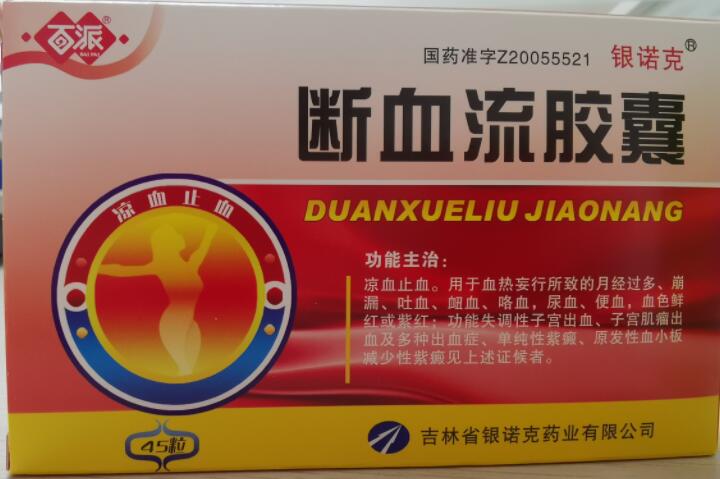 百派®
BAI PAI
国药准字Z20055521 银诺克®
断血流胶囊
DUANXUELIU JIAONANG
凉血止血
功能主治：
凉血止血。用于血热妄行所致的月经过多、崩
漏、吐血、衄血、咯血，尿血、便血，血色鲜
红或紫红；功能失调性子宫出血、子宫肌瘤出
血及多种出血症、单纯性紫癜、原发性血小板
减少性紫癜见上述证候者。
45粒
吉林省银诺克药业有限公司